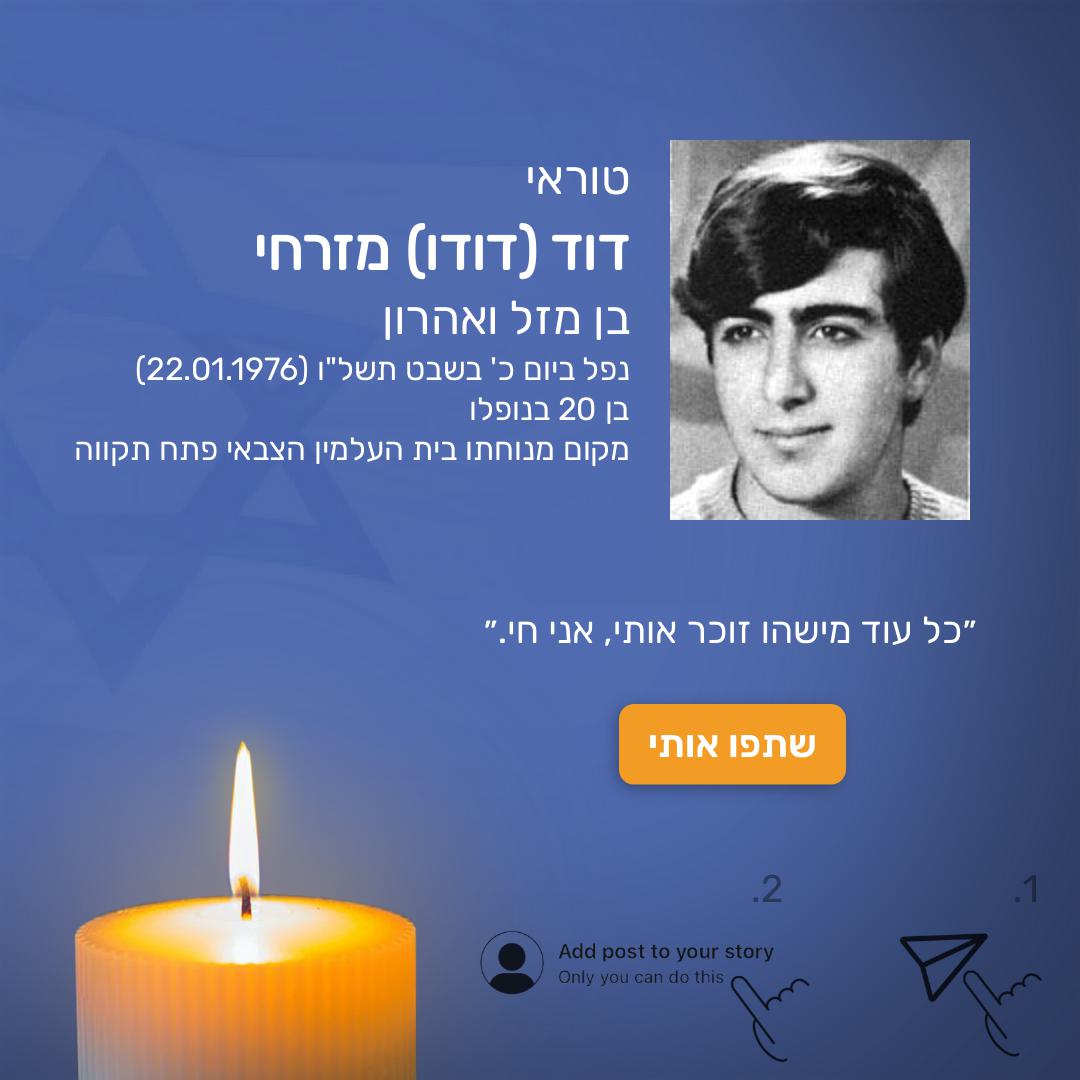 טוראי
דוד (דודו) מזרחי
בן מזל ואהרון
נפל ביום כ' בשבט תשל"ו (22.01.1976)
בן 20 בנופלו
מקום מנוחתו בית העלמין הצבאי פתח תקווה
״כל עוד מישהו זוכר אותי, אני חי.״
שתפו אותי
.1
.2
Add post to your story
Only you can do this